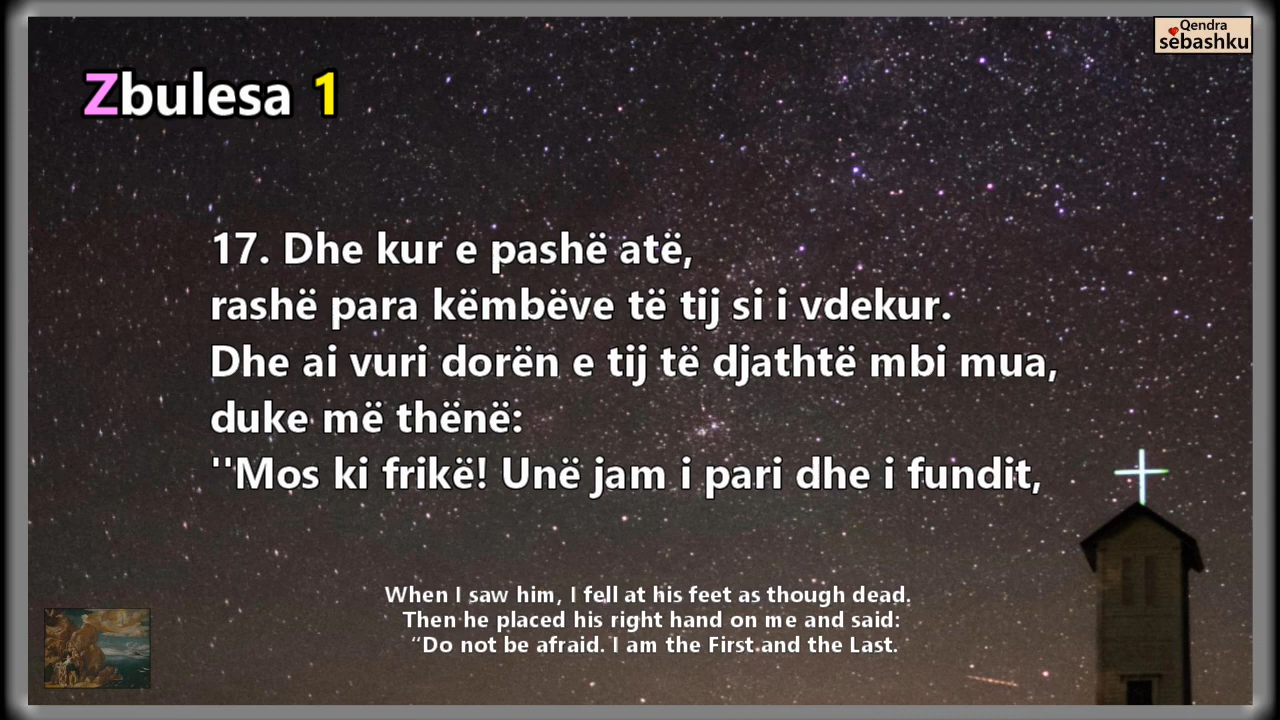 Qendra
sebashku
Zbulesa 1
17. Dhe kur e pashë atë,
rashë para këmbëve të tij si i vdekur.
Dhe ai vuri dorën e tij të djathtë mbi mua,
duke më thënë:
''Mos ki frikë! Unë jam i pari dhe i fundit,
When I saw him, I fell at his feet as though dead.
Then he placed his right hand on me and said:
“Do not be afraid. I am the First and the Last.